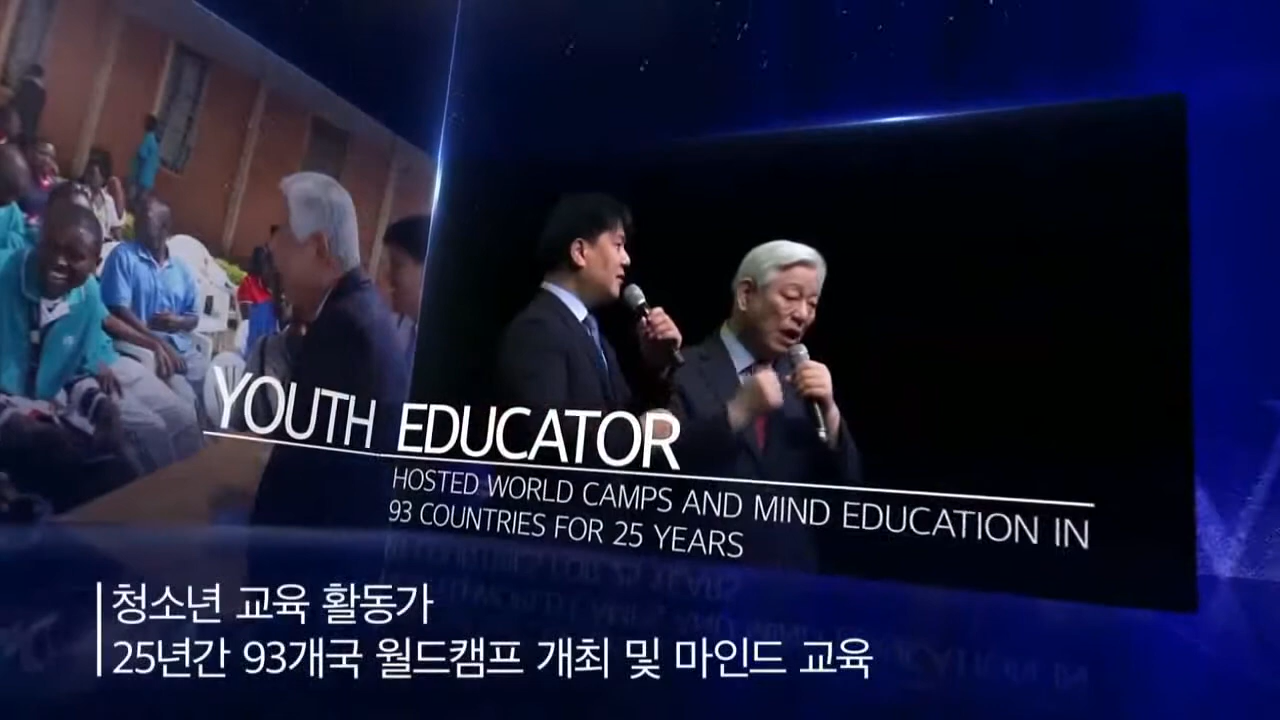 YOUTH EDUCATOR
HOSTED WORLD CAMPS AND MIND EDUCATION IN
93 COUNTRIES FOR 25 YEARS
청소년 교육 활동가
25년간 93개국 월드캠프 개최 및 마인드 교육